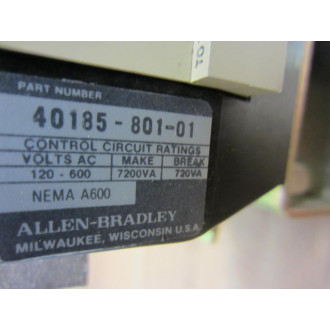 PART NUMBER
40185-801-01
CONTROL CIRCUIT RATINGS
VOLTS AC MAKE BREAK
120-600 7200VA 720VA
NEMA A600
ALLEN-BRADLEY
MILWAUKEE, WISCONSIN U.S.A.